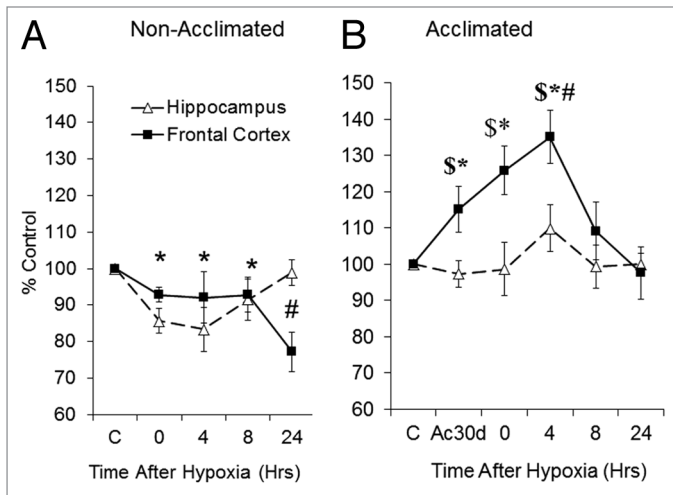 A Non-Acclimated
150
140
130
120
110
100
90
80
70
60
% Control
Hippocampus
Frontal Cortex
* * *
#
C 0 4 8 24
Time After Hypoxia (Hrs)
B Acclimated
150
140
130
120
110
100
90
80
70
60
$*
$*
$*#
C Ac30d 0 4 8 24
Time After Hypoxia (Hrs)